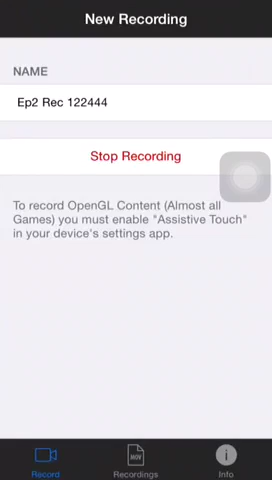 New Recording
NAME
Ep2 Rec 122444
Stop Recording
To record OpenGL Content (Almost all
Games) you must enable "Assistive Touch"
in your device's settings app.
MOV
Record
Recordings
Info